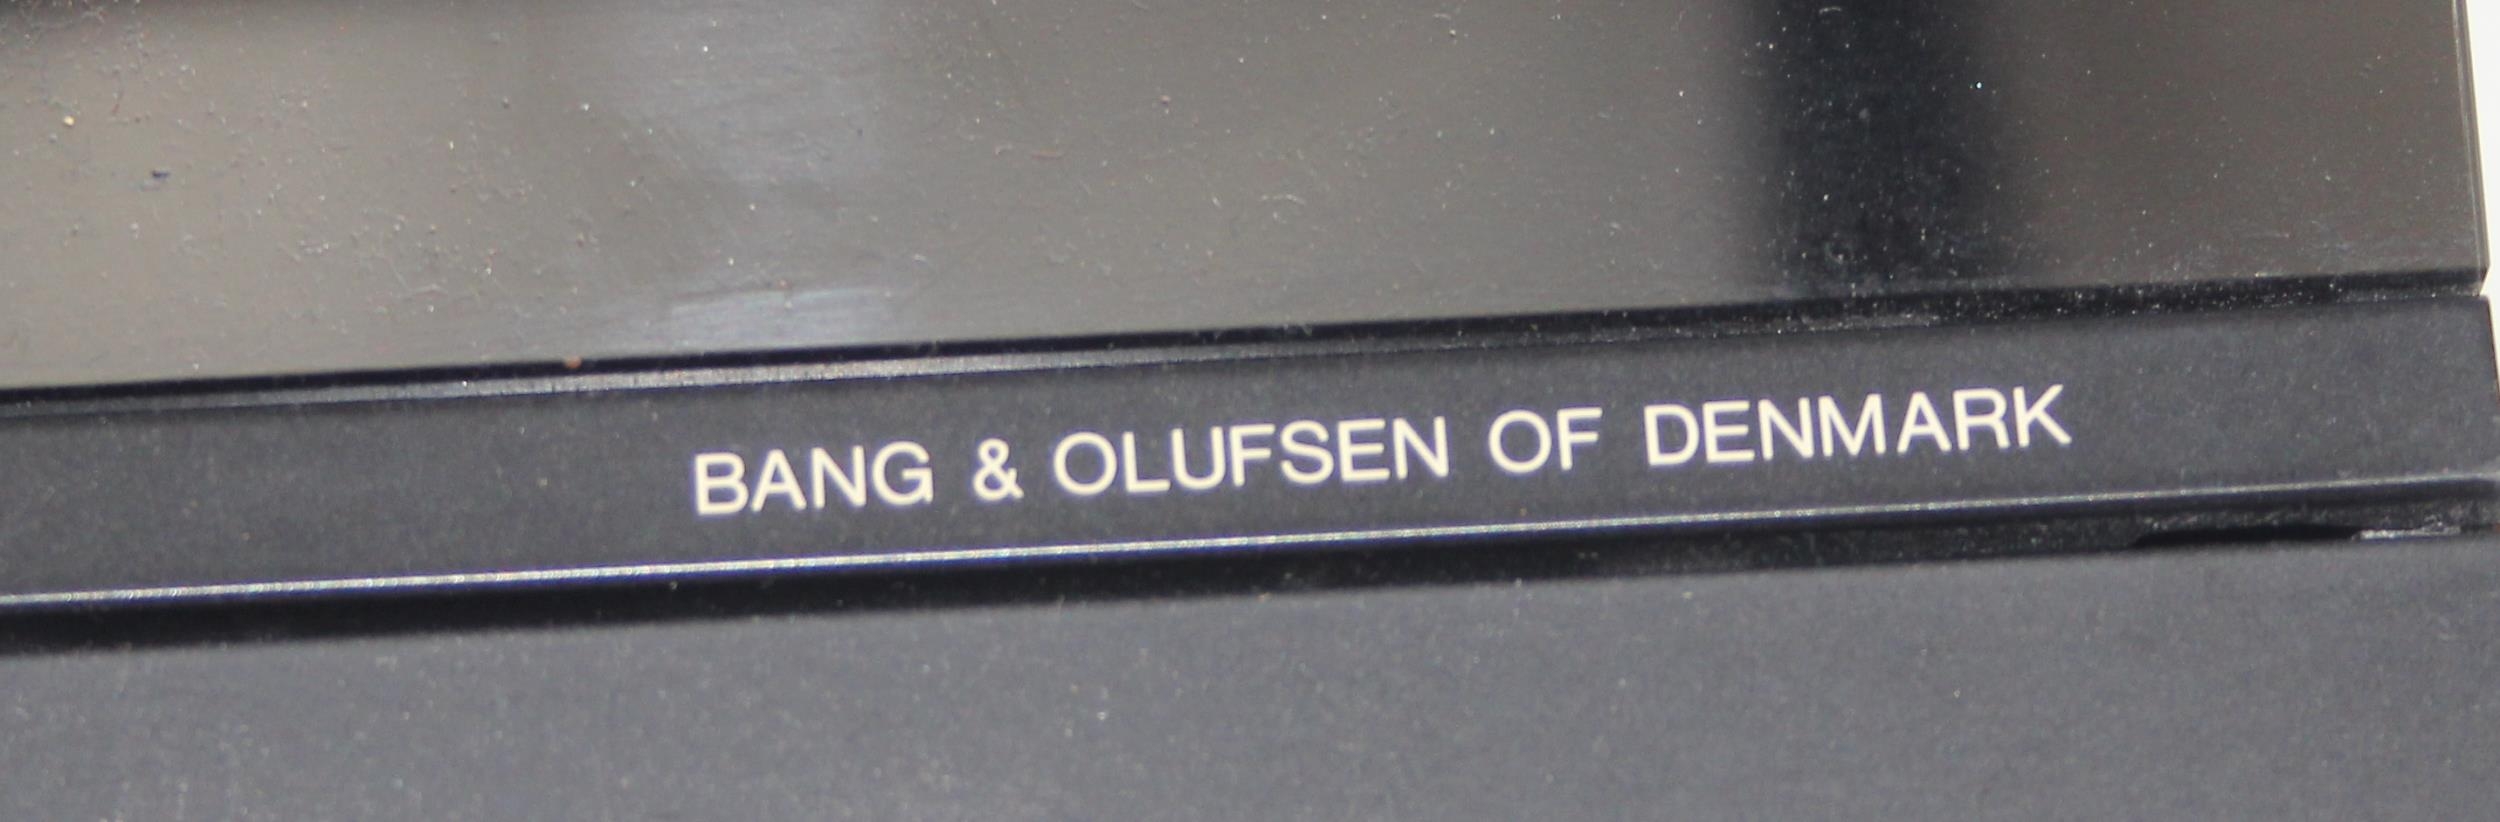 BANG & OLUFSEN OF DENMARK